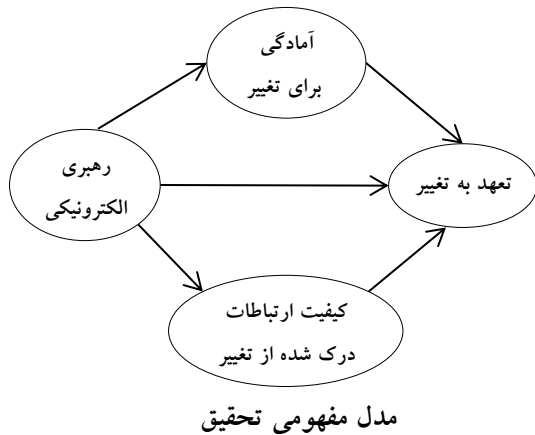 آمادگی
برای تغییر
رهبری
الکترونیکی
تعهد به تغییر
کیفیت ارتباطات
درک شده از تغییر
مدل مفهومی تحقیق